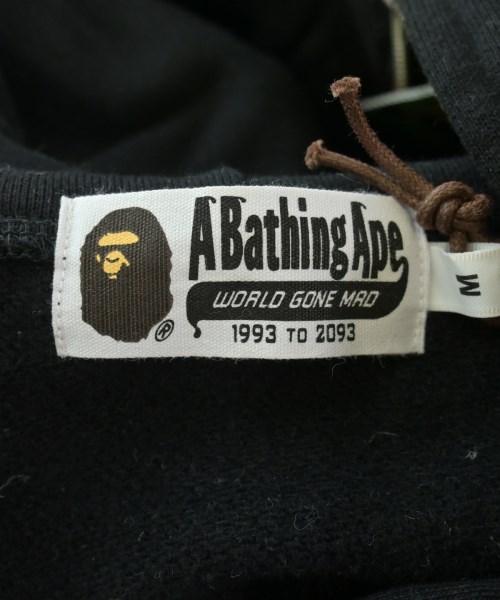 A Bathing Ape
WORLD GONE MAD
®
1993 TO 2093
M